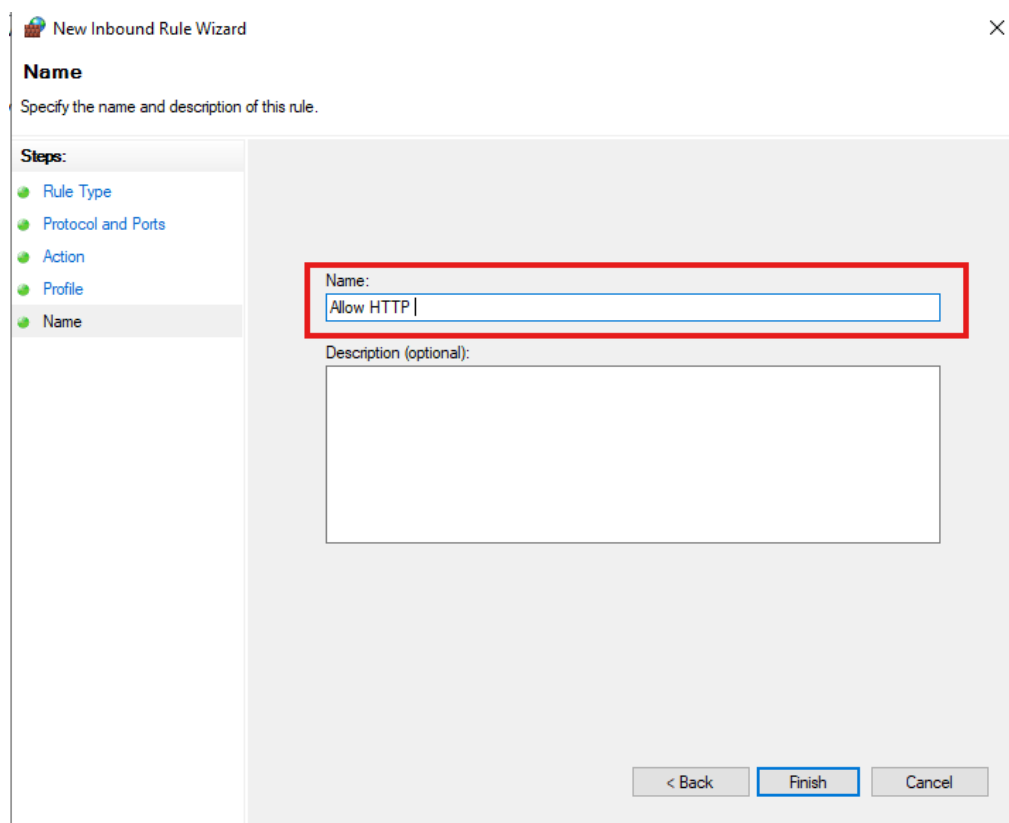 New Inbound Rule Wizard
Name
Specify the name and description of this rule.
Steps:
Rule Type
Protocol and Ports
Action
Profile
Name
Name:
Allow HTTP
Description (optional):
< Back
Finish
Cancel